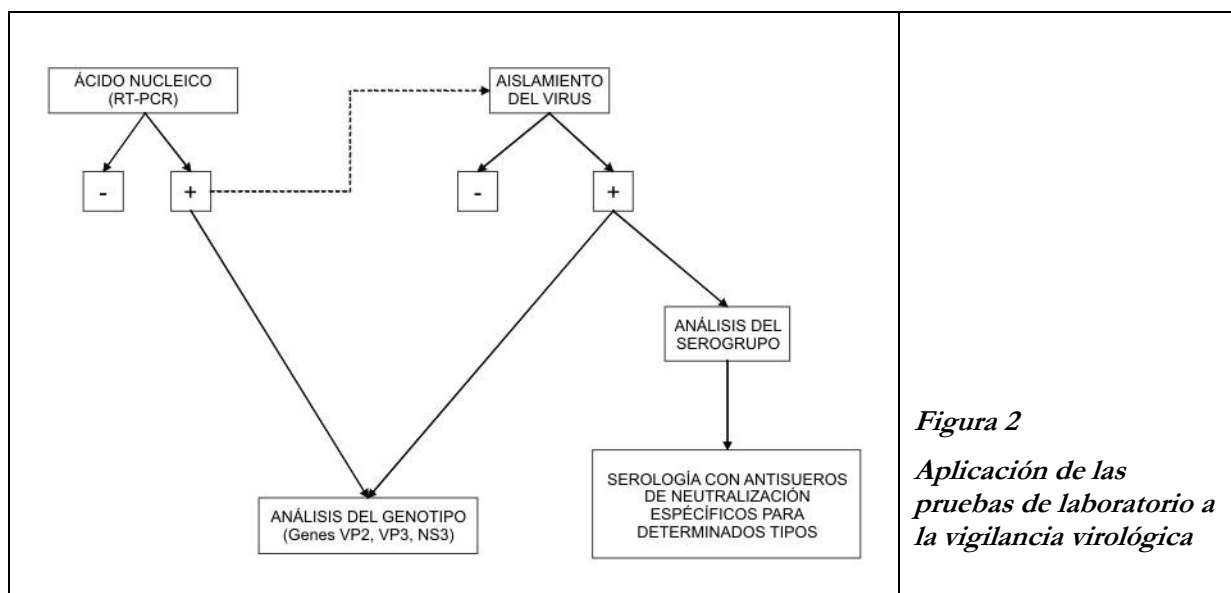 ÁCIDO NUCLEICO
(RT-PCR)
AISLAMIENTO
DEL VIRUS
-
+
-
+
ANÁLISIS DEL
SEROGRUPO
SEROLOGÍA CON ANTISUEROS
DE NEUTRALIZACIÓN
ESPÉCÍFICOS PARA
DETERMINADOS TIPOS
ANÁLISIS DEL GENOTIPO
(Genes VP2, VP3, NS3)
Figura 2
Aplicación de las
pruebas de laboratorio a
la vigilancia virológica